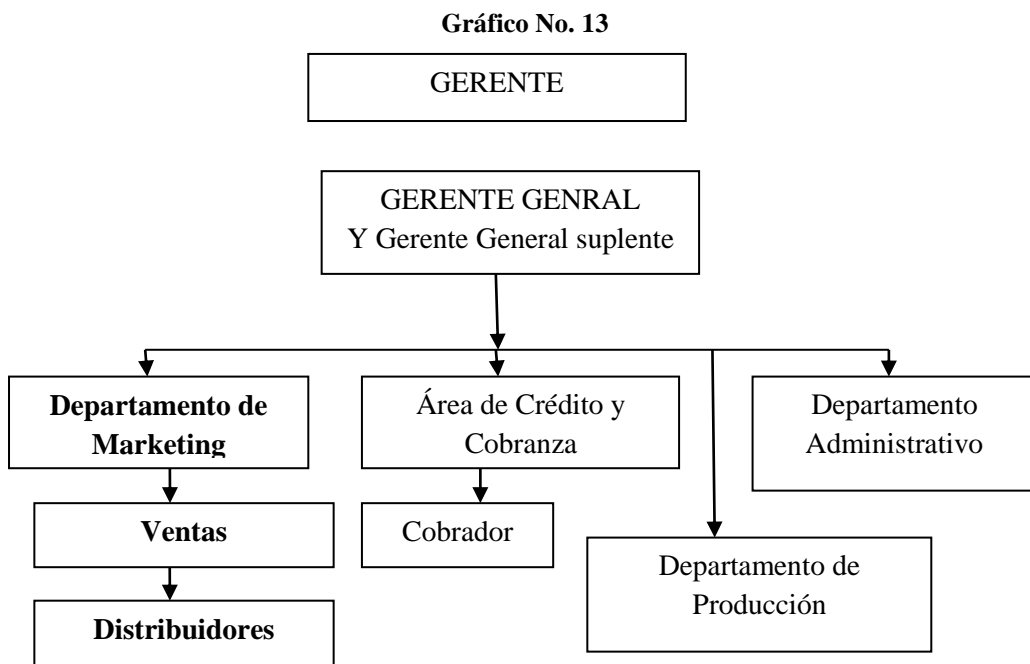 Gráfico No. 13
GERENTE
GERENTE GENRAL
Y Gerente General suplente
Departamento de
Marketing
Área de Crédito y
Cobranza
Departamento
Administrativo
Ventas
Cobrador
Departamento de
Producción
Distribuidores